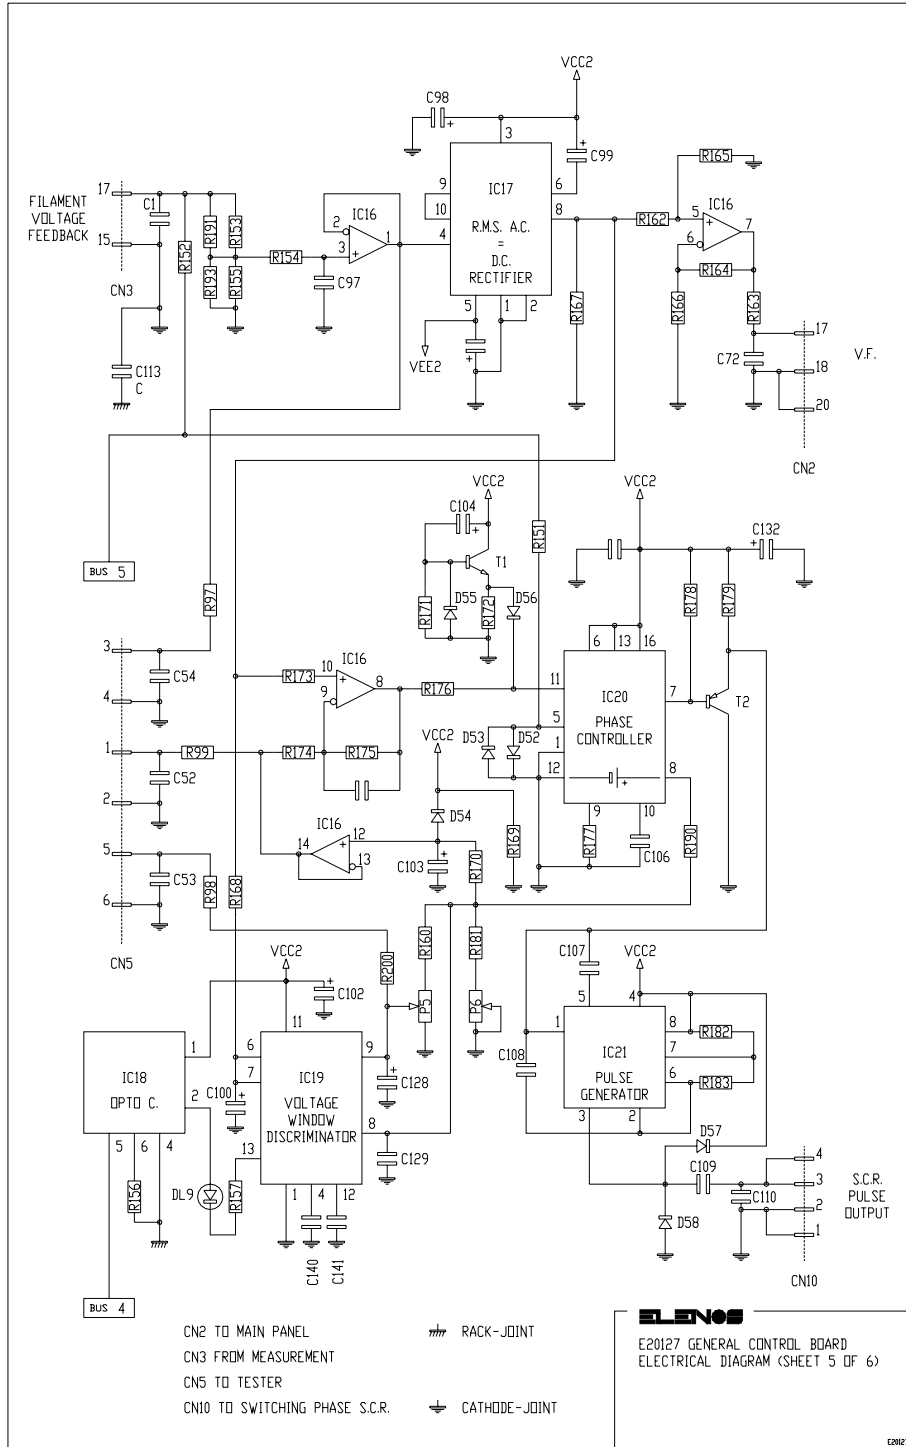 VCC2
C98
3
C99
IC17
R.M.S. A.C.
=
D.C.
RECTIFIER
9
10
4
6
8
5
1
2
VEE2
FILAMENT
VOLTAGE
FEEDBACK
17
15
CN3
C1
R152
R191
R153
R193
R155
R154
C97
IC16
2
3
1
C113
C
R165
R162
IC16
5
6
7
R164
R167
R166
R163
C72
17
18
20
V.F.
CN2
BUS 5
R97
VCC2
C104
T1
R171
D55
R172
D56
R151
VCC2
C132
R178
R179
3
4
1
2
5
6
CN5
C54
C52
C53
R99
R98
R168
R173
IC16
10
9
8
R174
R175
R176
IC20
PHASE
CONTROLLER
6
13
16
11
5
1
12
7
8
9
10
T2
D53
D52
R177
C106
R190
VCC2
D54
R169
IC16
14
12
13
C103
R170
R160
R181
P5
P6
R200
VCC2
C102
IC18
OPTO C.
1
2
5
6
4
R156
DL9
R157
C100
IC19
VOLTAGE
WINDOW
DISCRIMINATOR
11
6
7
13
9
8
1
4
12
C128
C129
C140
C141
BUS 4
C107
VCC2
IC21
PULSE
GENERATOR
5
4
1
8
7
6
3
2
C108
R182
R183
D57
C109
C110
D58
4
3
2
1
S.C.R.
PULSE
OUTPUT
CN10
CN2 TO MAIN PANEL
CN3 FROM MEASUREMENT
CN5 TO TESTER
CN10 TO SWITCHING PHASE S.C.R.
RACK-JOINT
CATHODE-JOINT
ELENOS
E20127 GENERAL CONTROL BOARD
ELECTRICAL DIAGRAM (SHEET 5 OF 6)